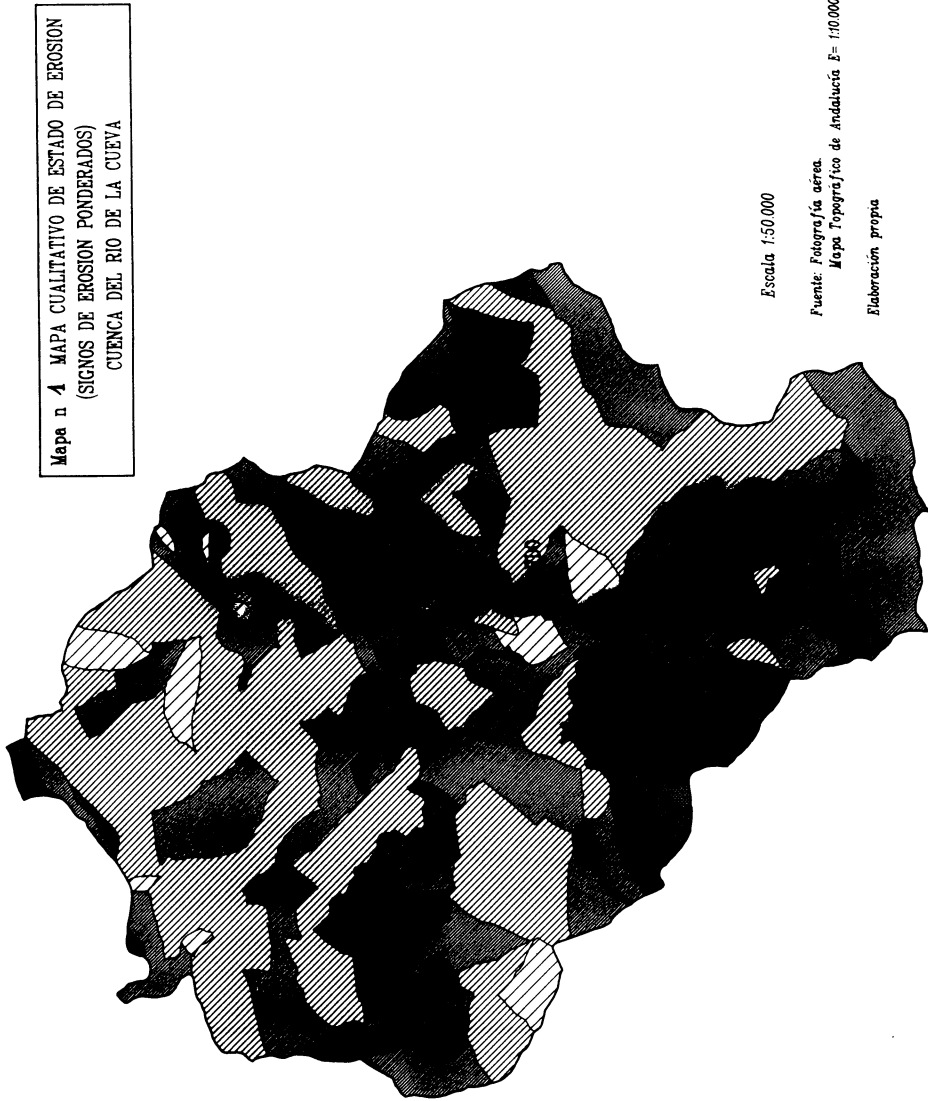 Mapa n 1 MAPA CUALITATIVO DE ESTADO DE EROSION
(SIGNOS DE EROSION PONDERADOS)
CUENCA DEL RIO DE LA CUEVA
Escala 1:50.000
Fuente: Fotografía aérea.
Mapa Topográfico de Andalucía E= 1:10.000
Elaboración propia